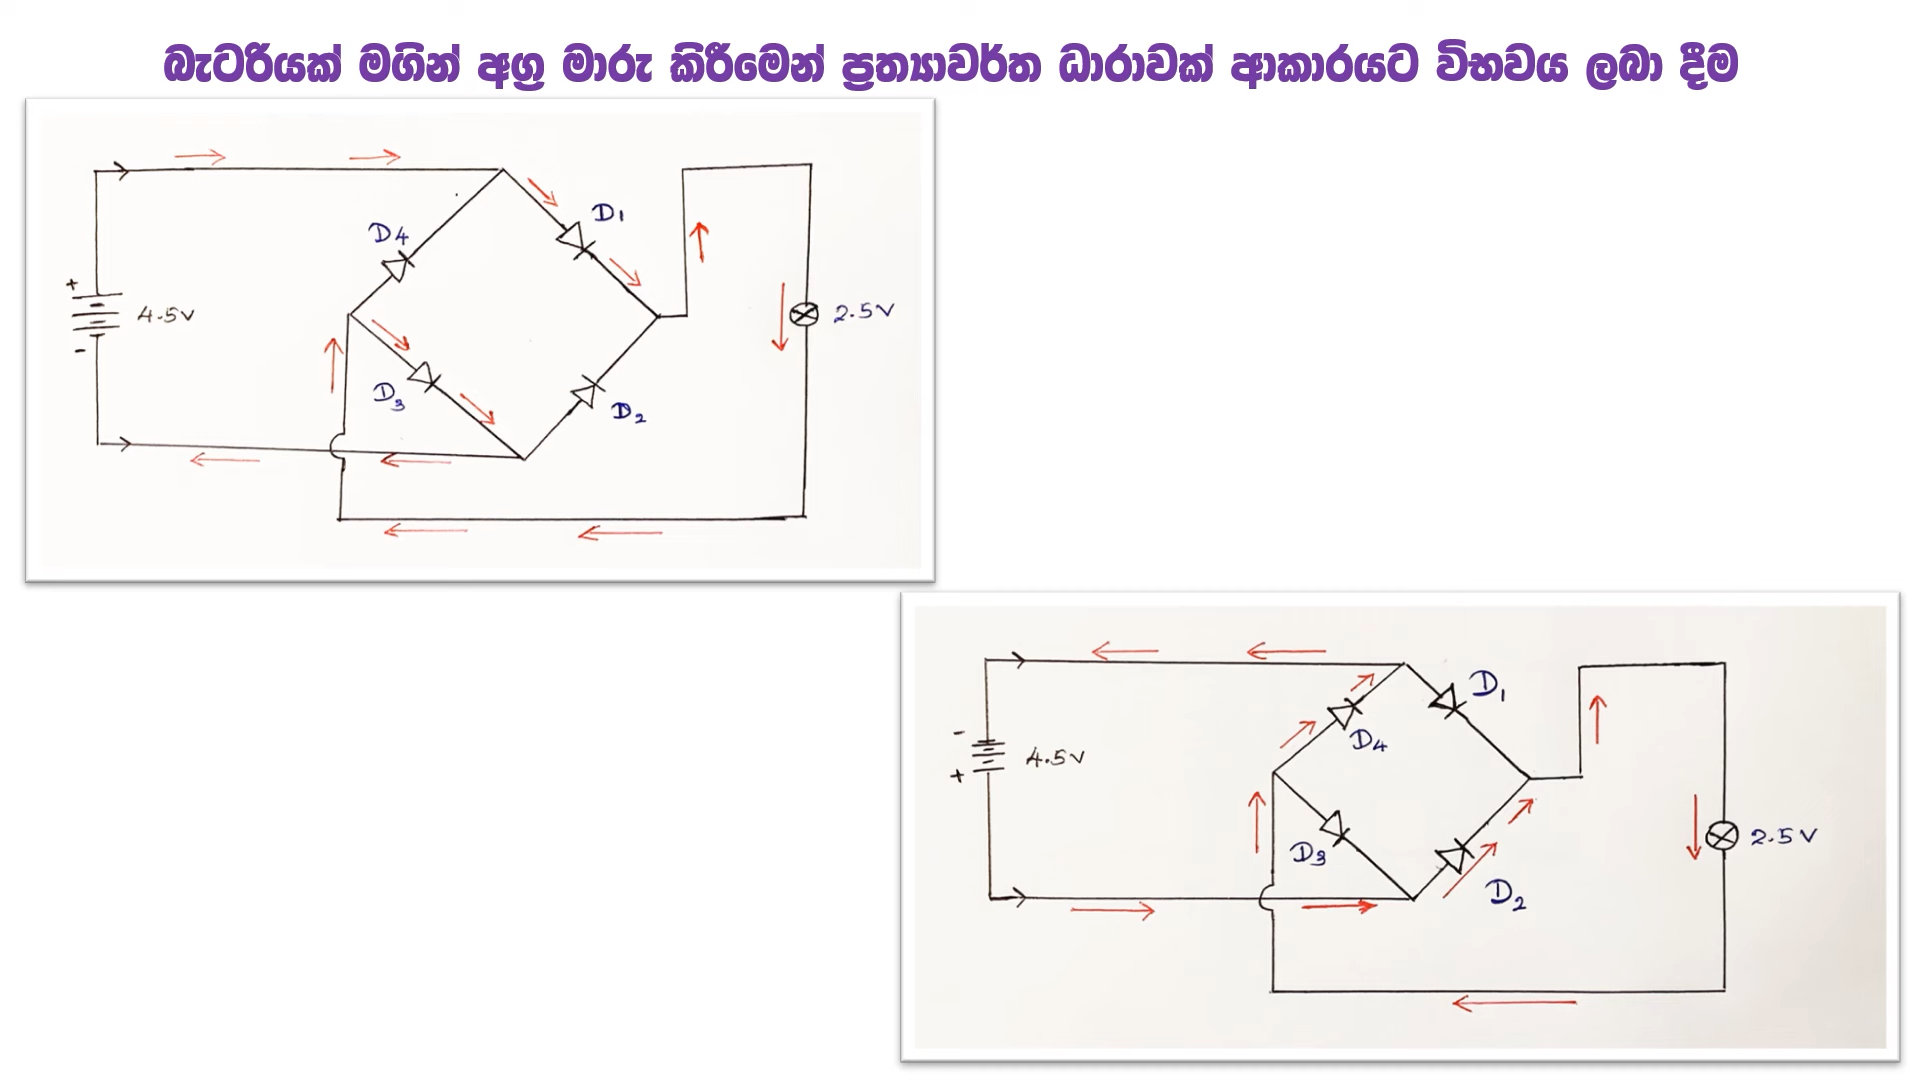 බැටරියක් මගින් අග්‍ර මාරු කිරීමෙන් ප්‍රත්‍යාවර්ත ධාරාවක් ආකාරයට විභවය ලබා දීම
D1
D4
+
4.5V
2.5V
-
D3
D2
D1
D4
-
4.5V
+
2.5V
D3
D2